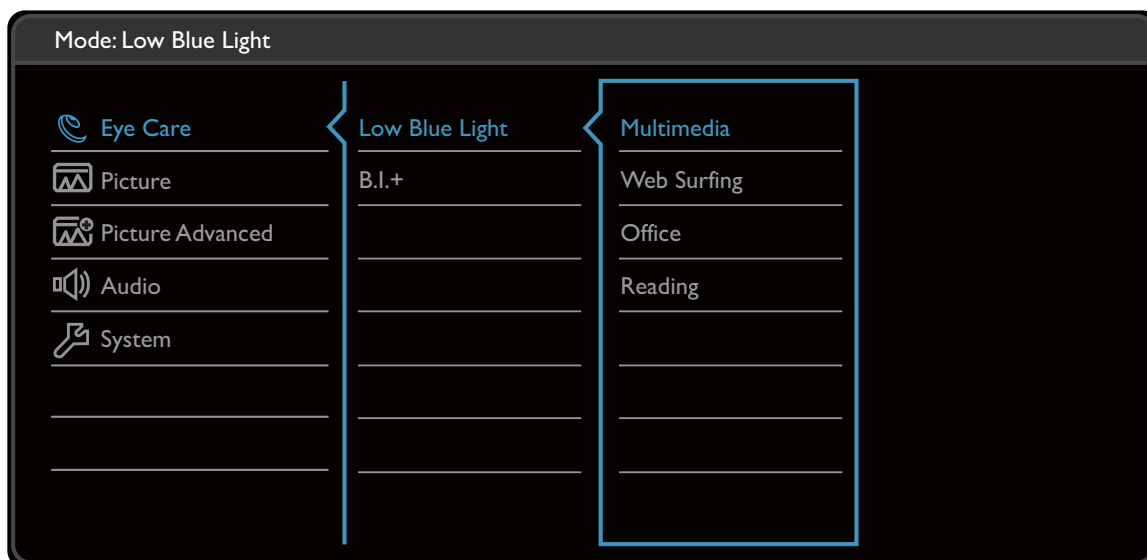 Mode: Low Blue Light
Eye Care
Low Blue Light
Multimedia
Picture
B.I.+
Web Surfing
Picture Advanced
Office
Audio
Reading
System